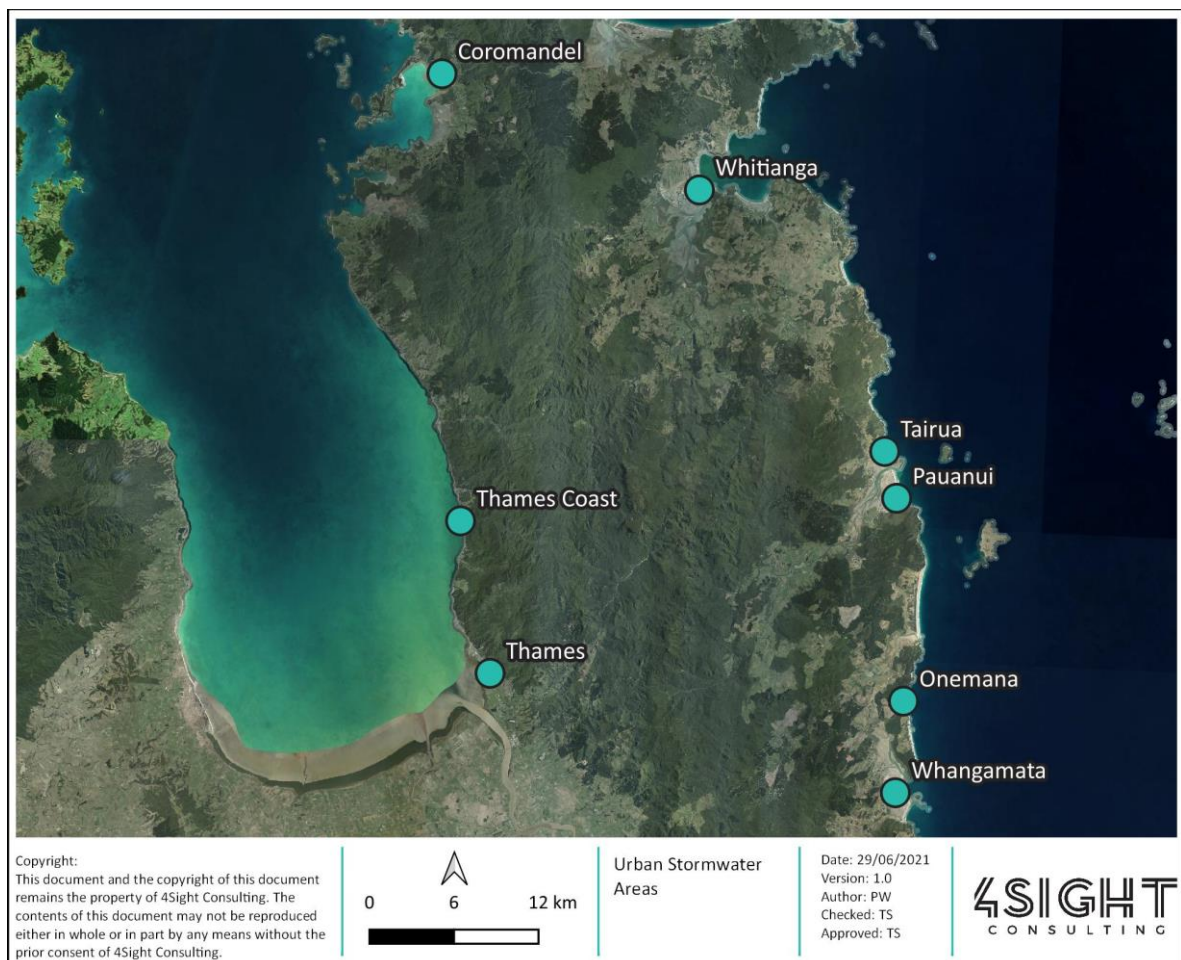 Coromandel
Whitianga
Tairua
Pauanui
Thames Coast
Thames
Onemana
Whangamata
Copyright:
This document and the copyright of this document
remains the property of 4Sight Consulting. The
contents of this document may not be reproduced
either in whole or in part by any means without the
prior consent of 4Sight Consulting.
0 6 12 km
Urban Stormwater
Areas
Date: 29/06/2021
Version: 1.0
Author: PW
Checked: TS
Approved: TS
4SIGHT
CONSULTING